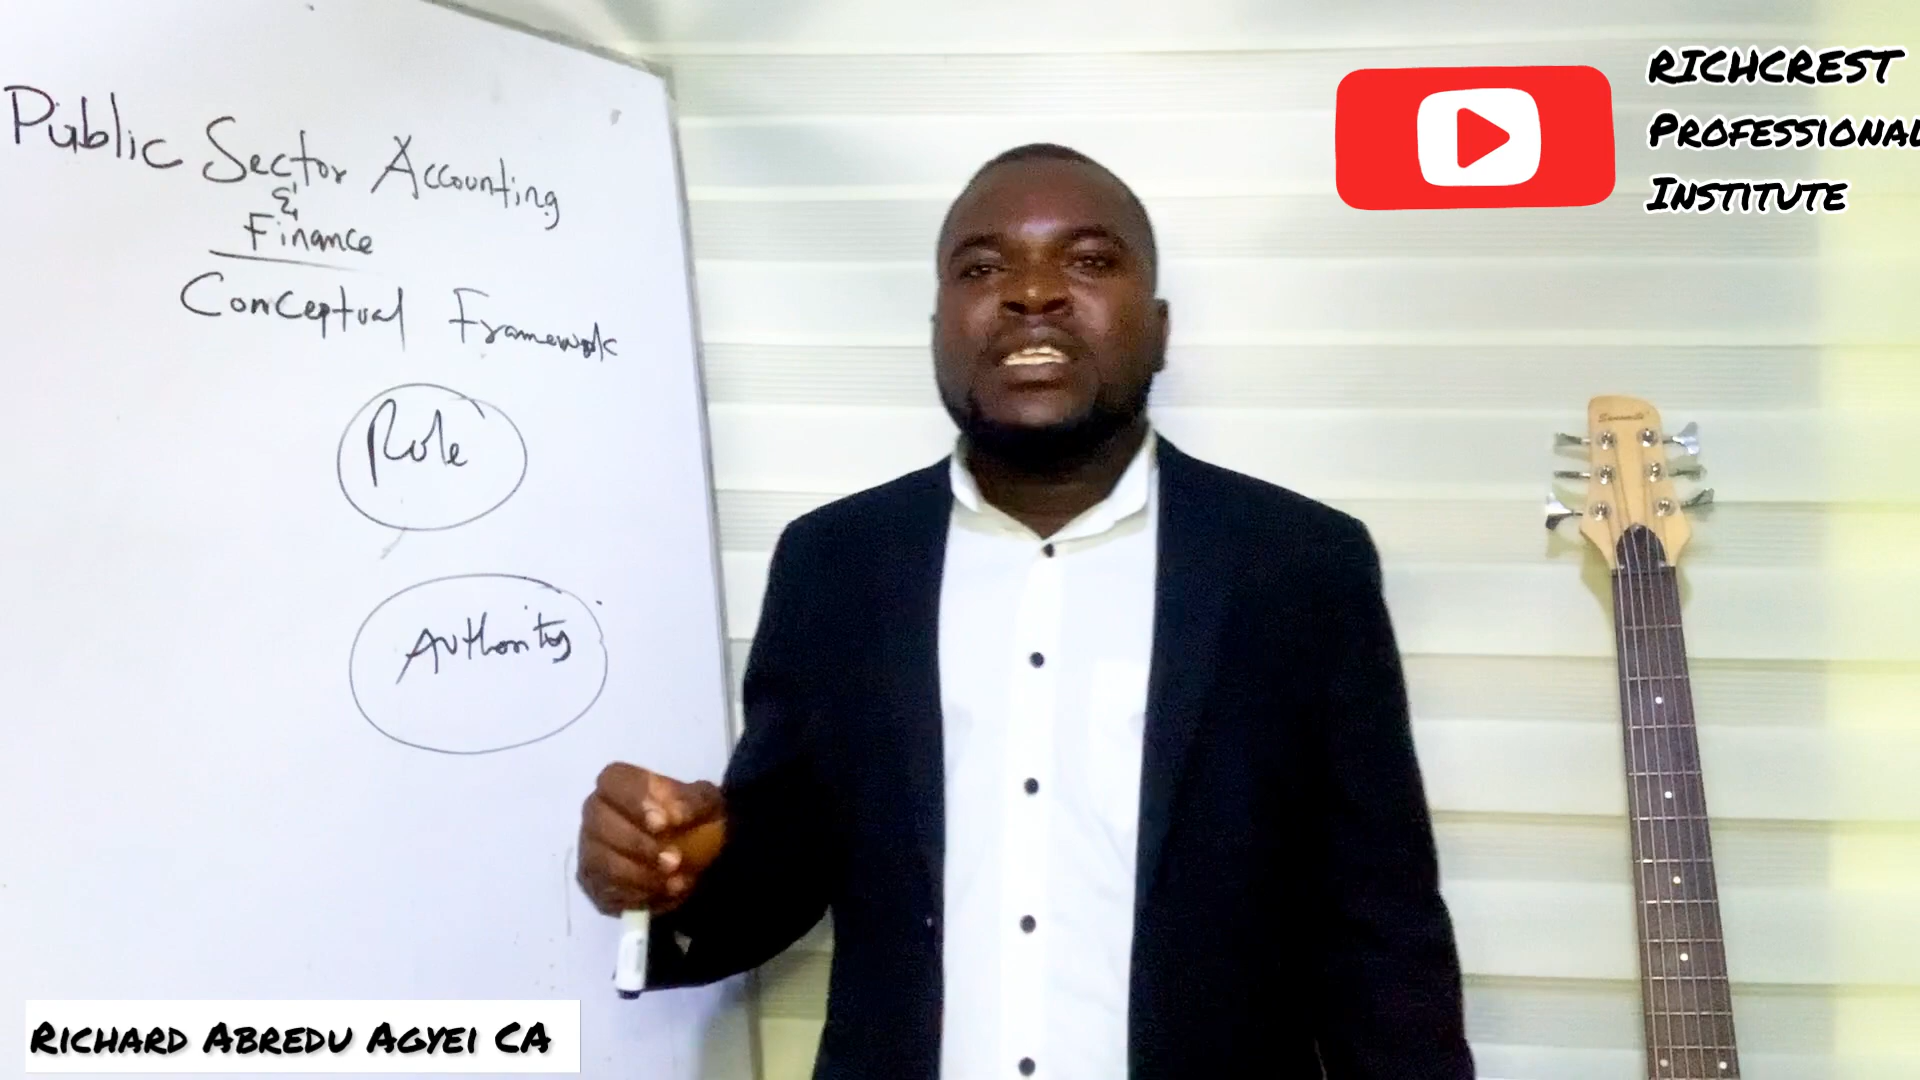 Public Sector Accounting
&
Finance
Conceptual Framework
Role
Authority
RICHCREST
PROFESSIONAL
INSTITUTE
RICHARD ABREDU AGYEI CA